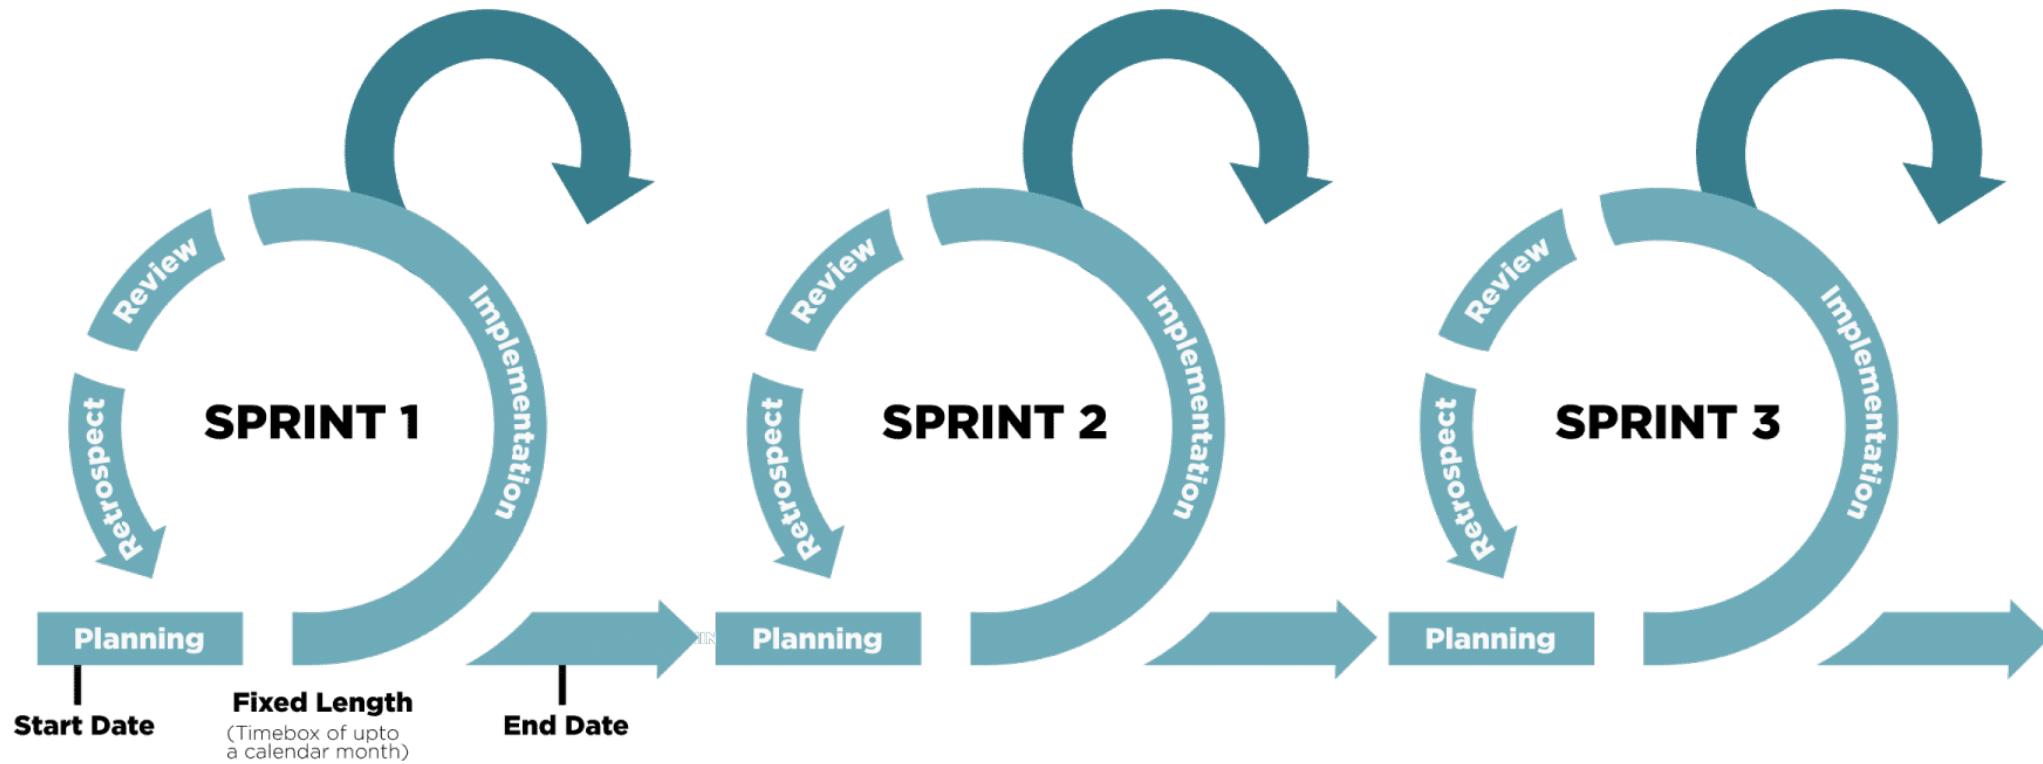 Review
Implementation
Retrospect
SPRINT 1
Planning
Start Date
Fixed Length
(Timebox of upto
a calendar month)
End Date
Review
Implementation
Retrospect
SPRINT 2
Planning
Review
Implementation
Retrospect
SPRINT 3
Planning